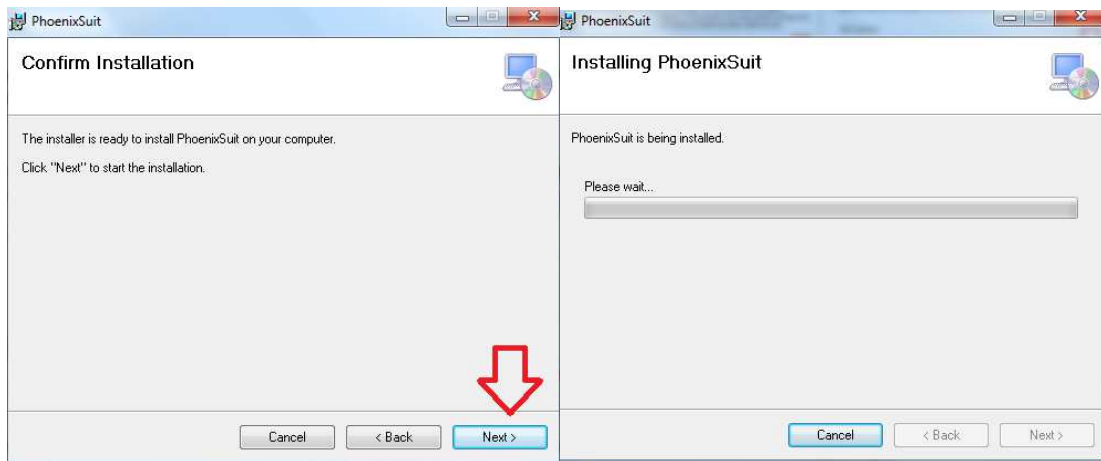 PhoenixSuit
Confirm Installation
The installer is ready to install PhoenixSuit on your computer.
Click "Next" to start the installation.
Cancel
< Back
Next >
PhoenixSuit
Installing PhoenixSuit
PhoenixSuit is being installed.
Please wait...
Cancel
< Back
Next >